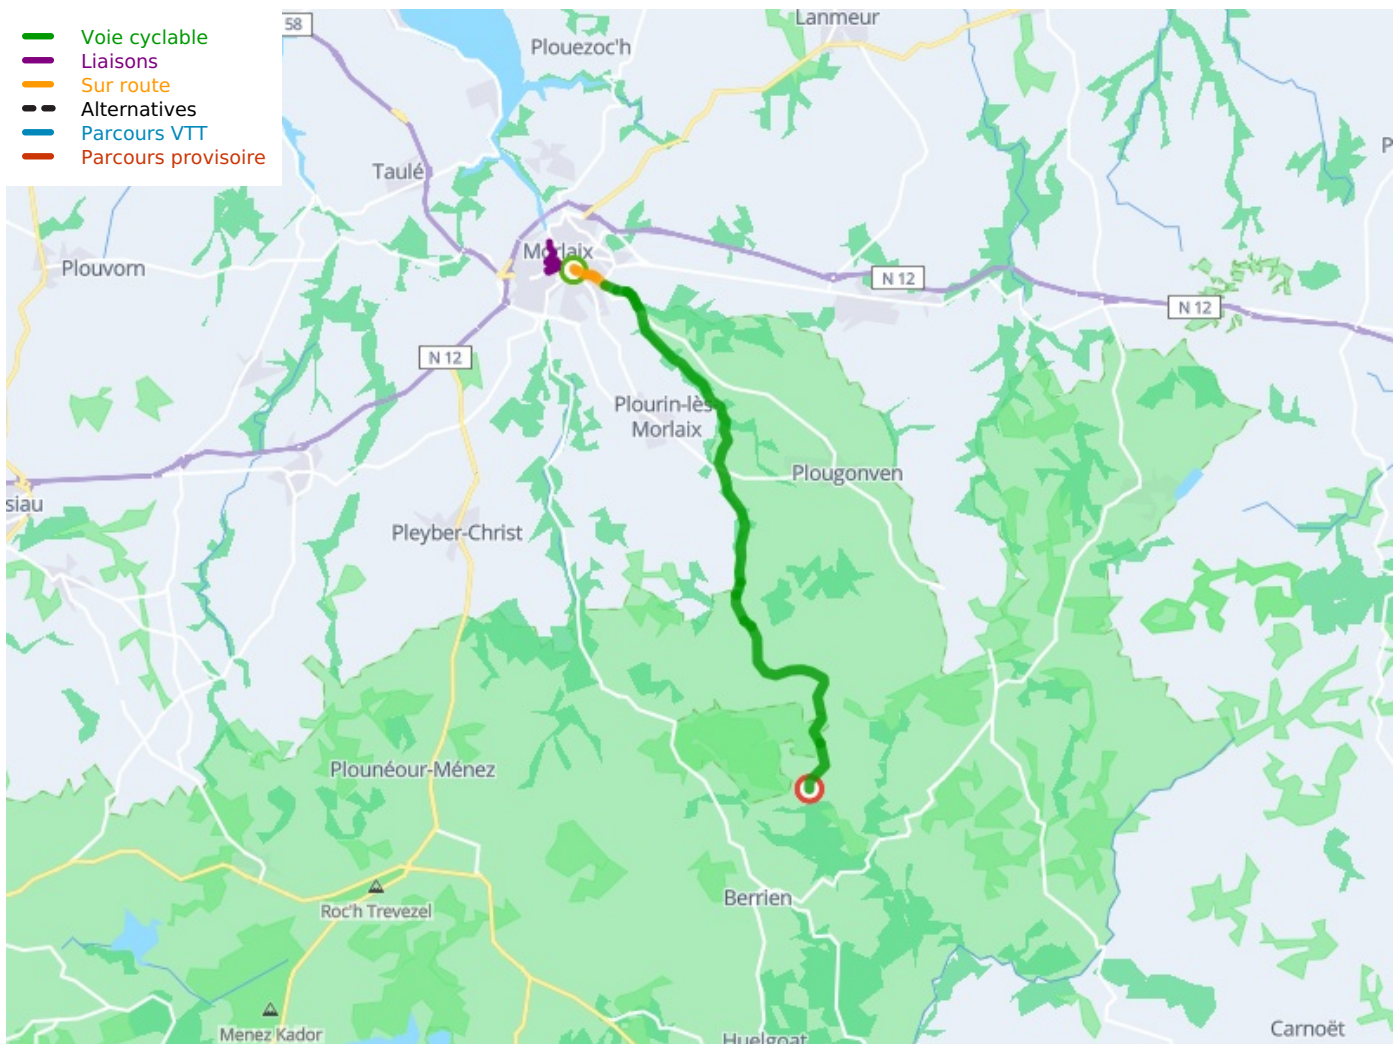 Voie cyclable
Liaisons
Sur route
Alternatives
Parcours VTT
Parcours provisoire
58
Lanmeur
Plouezoc'h
Taulé
P
Morlaix
Plouvorn
N 12
N 12
N 12
Plourin-lès-
Morlaix
Plougonven
siau
Pleyber-Christ
Plounéour-Ménez
Roc'h Trevezel
Berrien
Menez Kador
Huelgoat
Carnoët